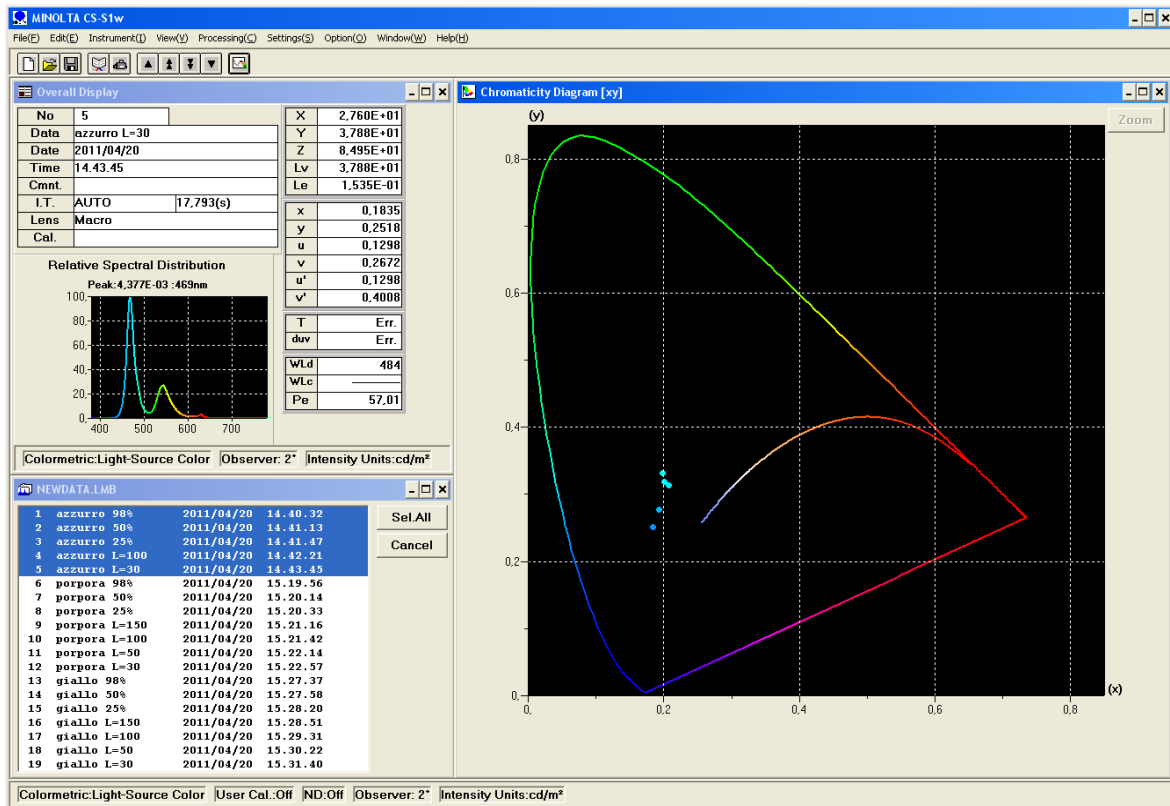 MINOLTA CS-S1w
File(F) Edit(E) Instrument(I) View(V) Processing(C) Settings(S) Option(O) Window(W) Help(H)
Overall Display
No 5
Data azzurro L=30
Date 2011/04/20
Time 14.43.45
Cmnt.
I.T. AUTO 17,793(s)
Lens Macro
Cal.
X 2,760E+01
Y 3,788E+01
Z 8,495E+01
Lv 3,788E+01
Le 1,535E-01
x 0,1835
y 0,2518
u 0,1298
v 0,2672
u' 0,1298
v' 0,4008
T Err.
duv Err.
WLd 484
WLc
Pe 57,01
Relative Spectral Distribution
Peak:4,377E-03 :469nm
100,
80,
60,
40,
20,
0,
400 500 600 700
Colormetric:Light-Source Color Observer: 2° Intensity Units:cd/m²
NEWDATA.LMB
1 azzurro 98% 2011/04/20 14.40.32
2 azzurro 50% 2011/04/20 14.41.13
3 azzurro 25% 2011/04/20 14.41.47
4 azzurro L=100 2011/04/20 14.42.21
5 azzurro L=30 2011/04/20 14.43.45
6 porpora 98% 2011/04/20 15.19.56
7 porpora 50% 2011/04/20 15.20.14
8 porpora 25% 2011/04/20 15.20.33
9 porpora L=150 2011/04/20 15.21.16
10 porpora L=100 2011/04/20 15.21.42
11 porpora L=50 2011/04/20 15.22.14
12 porpora L=30 2011/04/20 15.22.57
13 giallo 98% 2011/04/20 15.27.37
14 giallo 50% 2011/04/20 15.27.58
15 giallo 25% 2011/04/20 15.28.20
16 giallo L=150 2011/04/20 15.28.51
17 giallo L=100 2011/04/20 15.29.31
18 giallo L=50 2011/04/20 15.30.22
19 giallo L=30 2011/04/20 15.31.40
Sel.All
Cancel
Chromaticity Diagram [xy]
Zoom
(y)
0,8
0,6
0,4
0,2
0,
0, 0,2 0,4 0,6 0,8
(x)
Colormetric:Light-Source Color User Cal.:Off ND:Off Observer: 2° Intensity Units:cd/m²